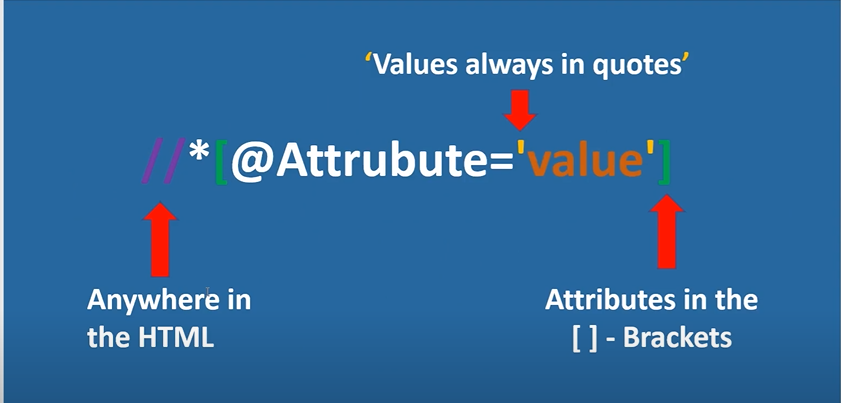 ‘Values always in quotes’
//*[@Attrubute='value']
Anywhere in
the HTML
Attributes in the
[ ] - Brackets